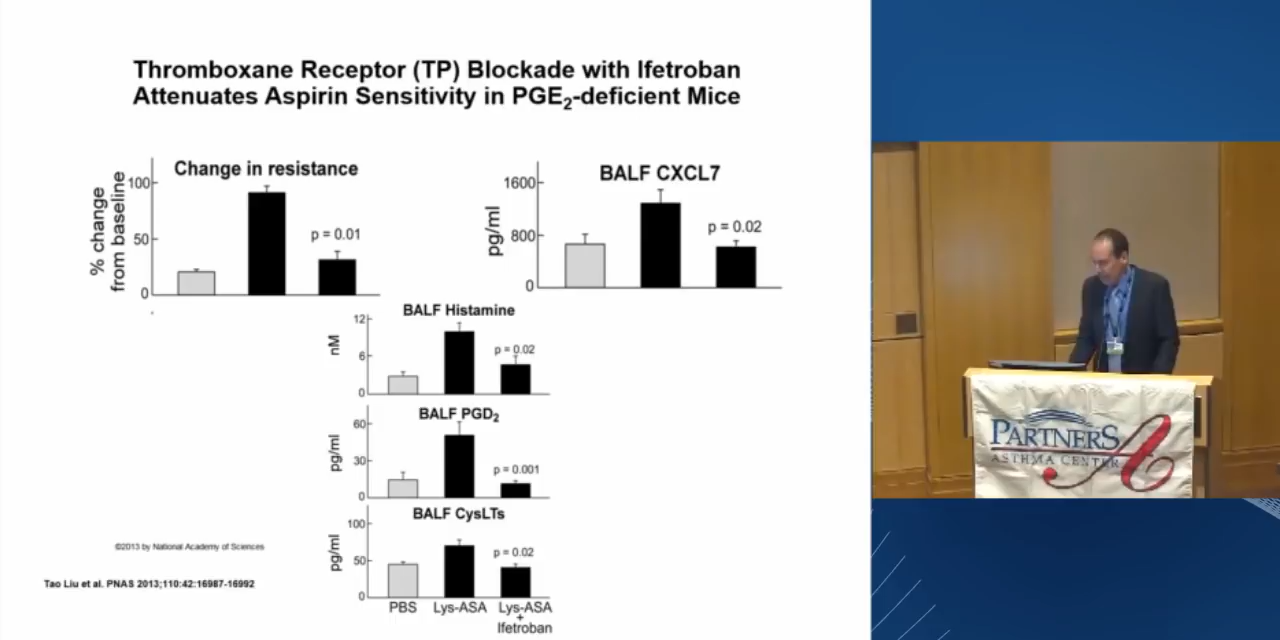 Thromboxane Receptor (TP) Blockade with Ifetroban
Attenuates Aspirin Sensitivity in PGE₂-deficient Mice
Change in resistance
% change
from baseline
100
50
0
p = 0.01
BALF CXCL7
pg/ml
1600
800
0
p = 0.02
BALF Histamine
nM
12
6
0
p = 0.02
BALF PGD₂
pg/ml
60
30
0
p = 0.001
BALF CysLTs
pg/ml
100
50
0
p = 0.02
PBS
Lys-ASA
Lys-ASA
+
Ifetroban
©2013 by National Academy of Sciences
Tao Liu et al. PNAS 2013;110:42:16987-16992
PARTNERS
ASTHMA CENTER
A